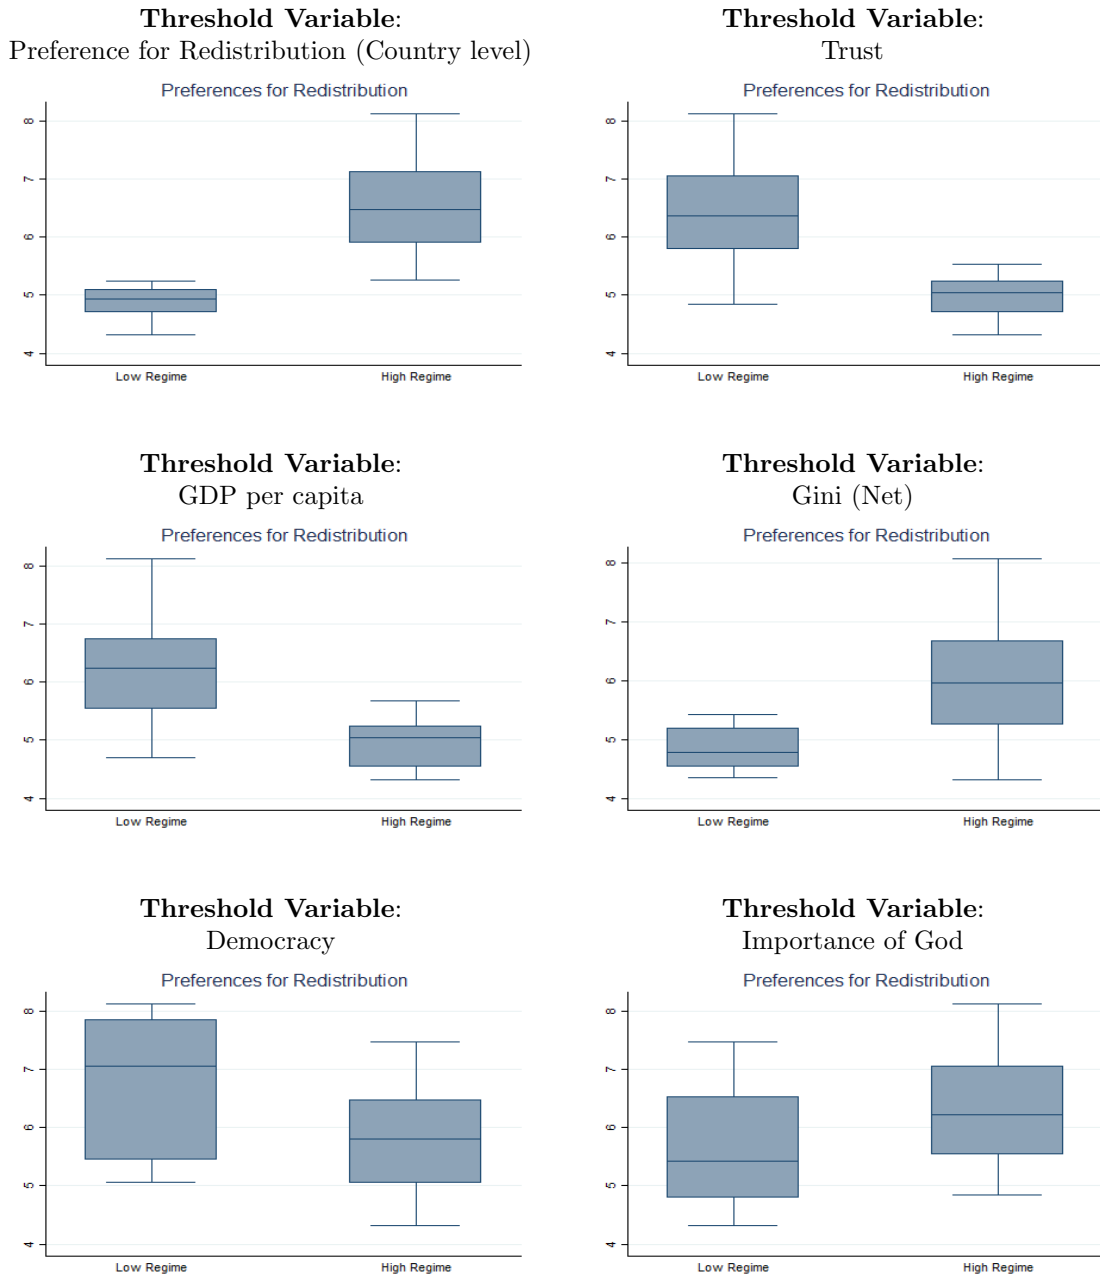 Threshold Variable:
Preference for Redistribution (Country level)
Preferences for Redistribution
8
7
6
5
4
Low Regime
High Regime
Threshold Variable:
Trust
Preferences for Redistribution
8
7
6
5
4
Low Regime
High Regime
Threshold Variable:
GDP per capita
Preferences for Redistribution
8
7
6
5
4
Low Regime
High Regime
Threshold Variable:
Gini (Net)
Preferences for Redistribution
8
7
6
5
4
Low Regime
High Regime
Threshold Variable:
Democracy
Preferences for Redistribution
8
7
6
5
4
Low Regime
High Regime
Threshold Variable:
Importance of God
Preferences for Redistribution
8
7
6
5
4
Low Regime
High Regime